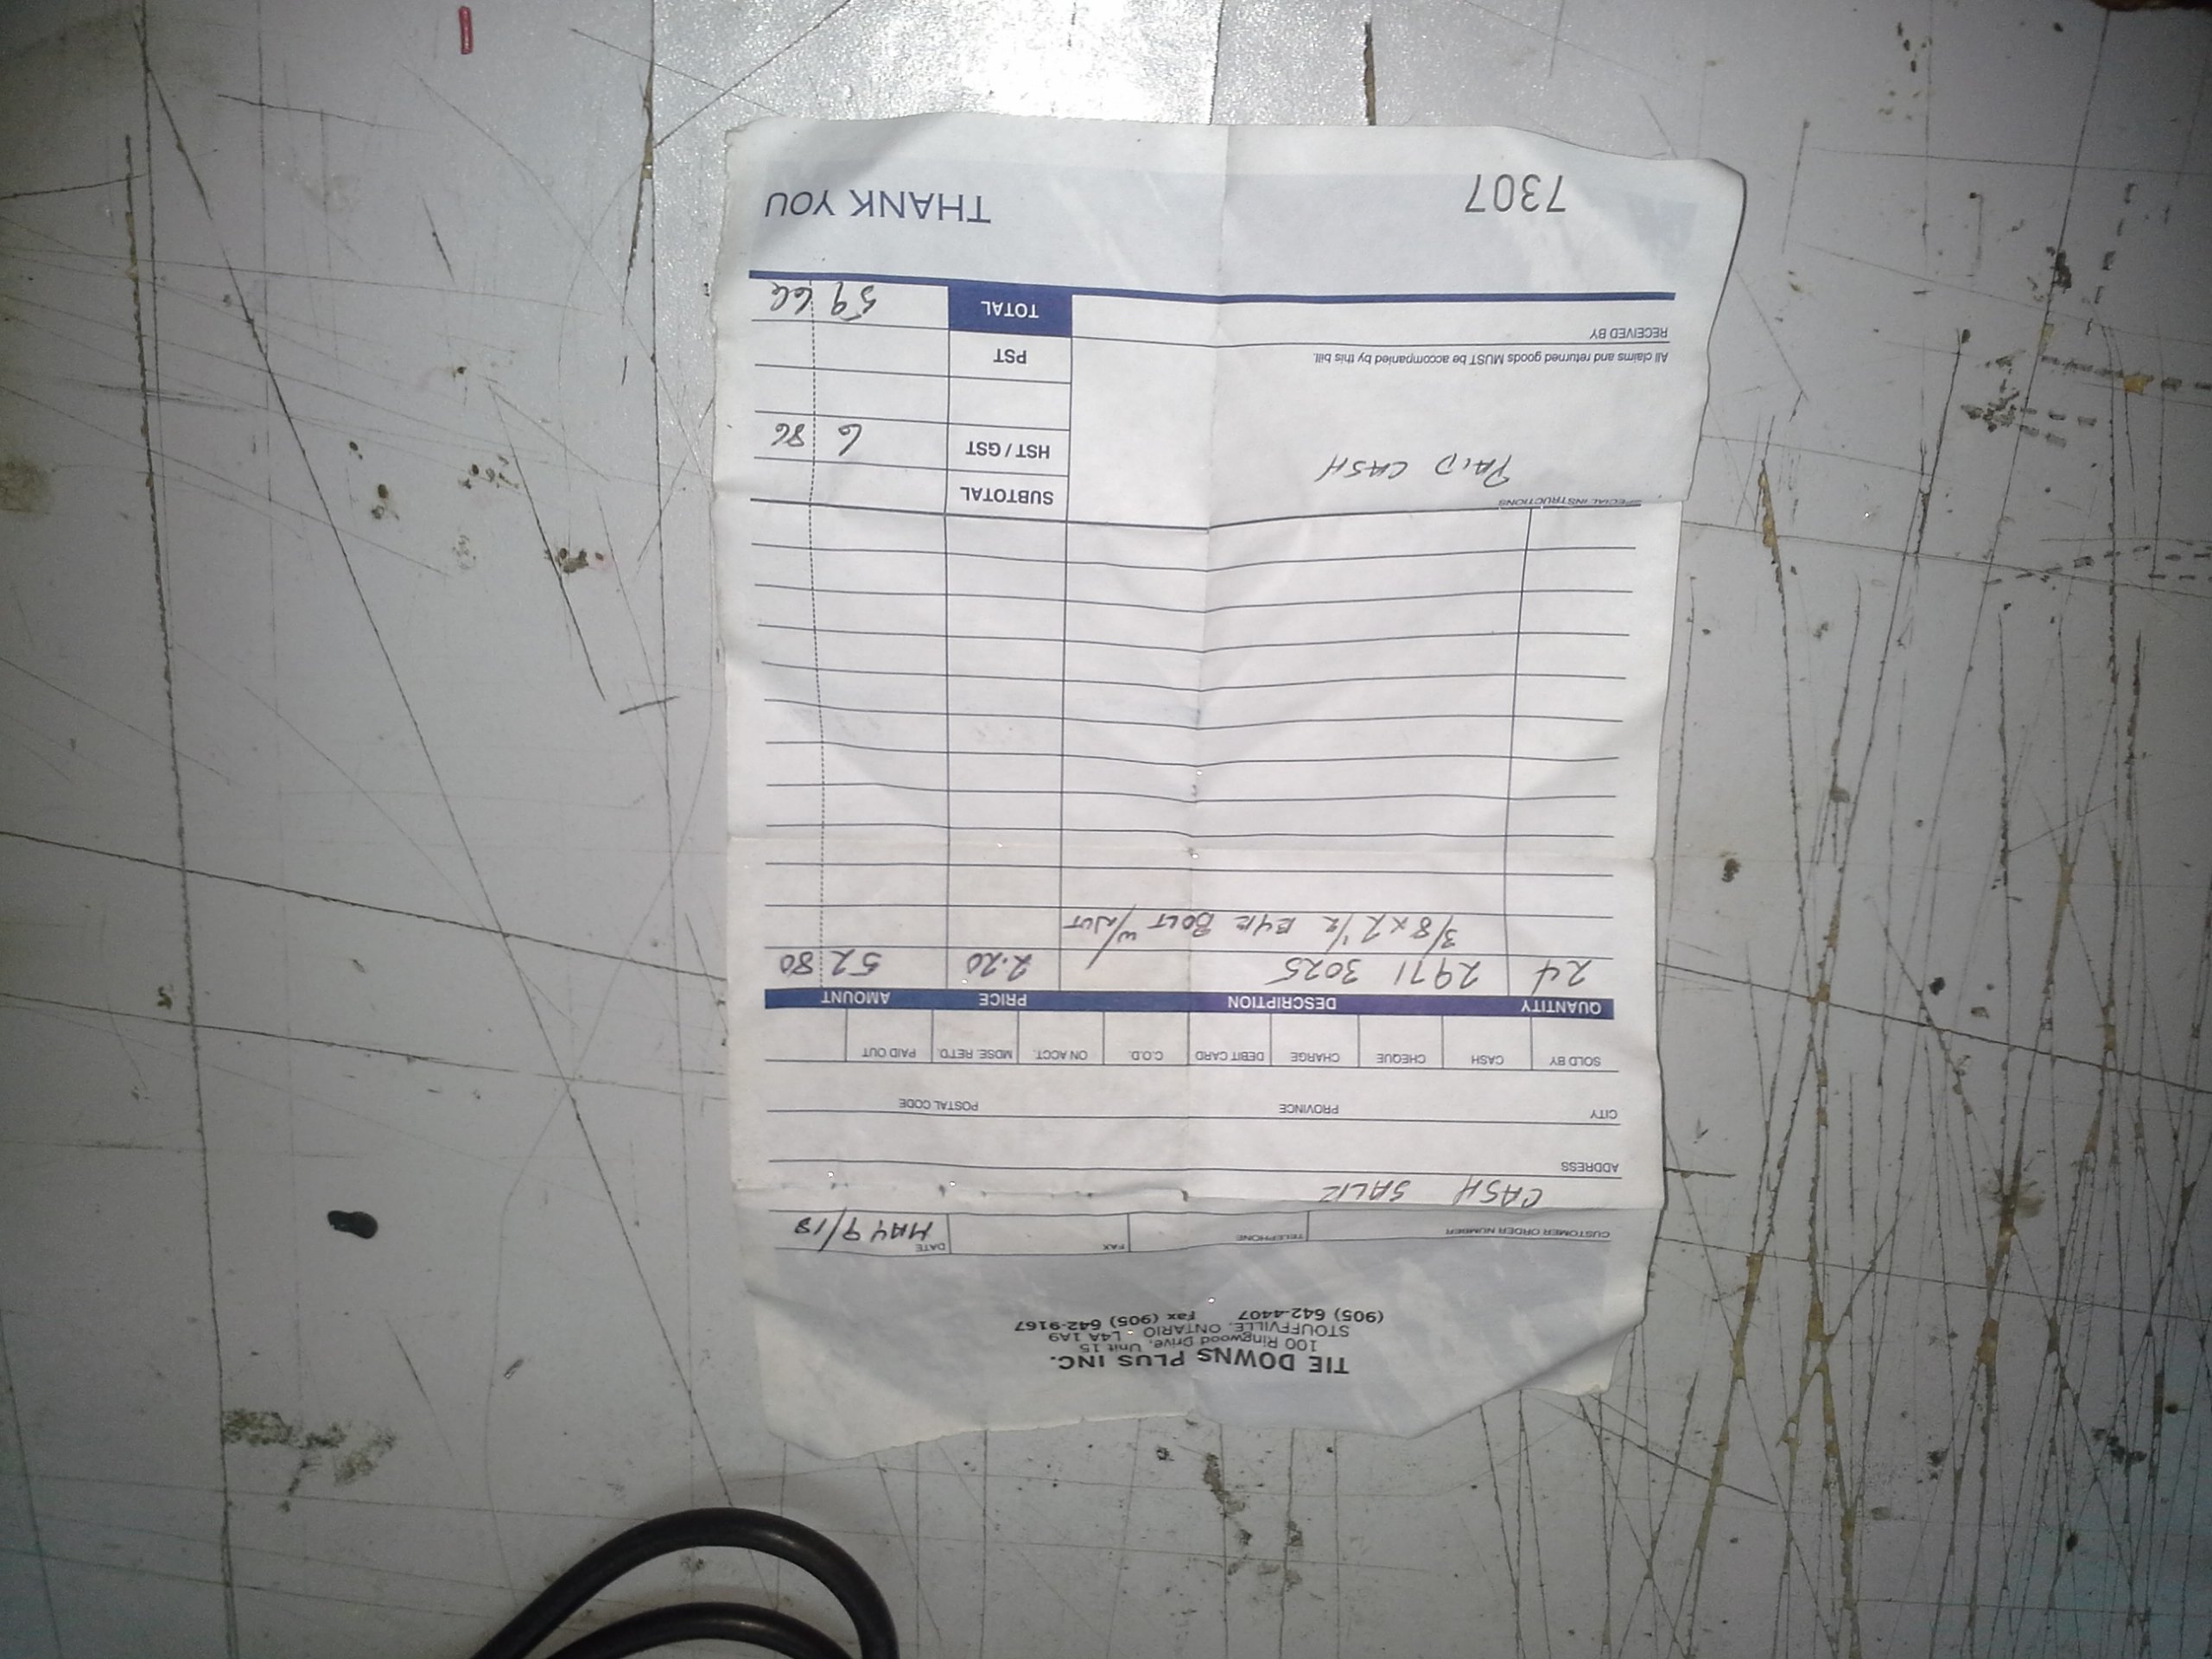 TIE DOWNS PLUS INC.
100 Ringwood Drive, Unit 15
STOUFFVILLE, ONTARIO - L4A 1A9
(905) 642-4407 Fax (905) 642-9167
CUSTOMER ORDER NUMBER TELEPHONE FAX DATE MAY 9/18
CASH SALE
ADDRESS
CITY PROVINCE POSTAL CODE
SOLD BY CASH CHEQUE CHARGE DEBIT CARD C.O.D. ON ACCT. MDSE. RETD. PAID OUT
QUANTITY DESCRIPTION PRICE AMOUNT
24 2971 3025 2.20 52 80
3/8 x 2 1/2 EYE BOLT W/NUT
SPECIAL INSTRUCTIONS SUBTOTAL
PAID CASH HST / GST 6 86
All claims and returned goods MUST be accompanied by this bill. PST
RECEIVED BY TOTAL 59
7307 THANK YOU